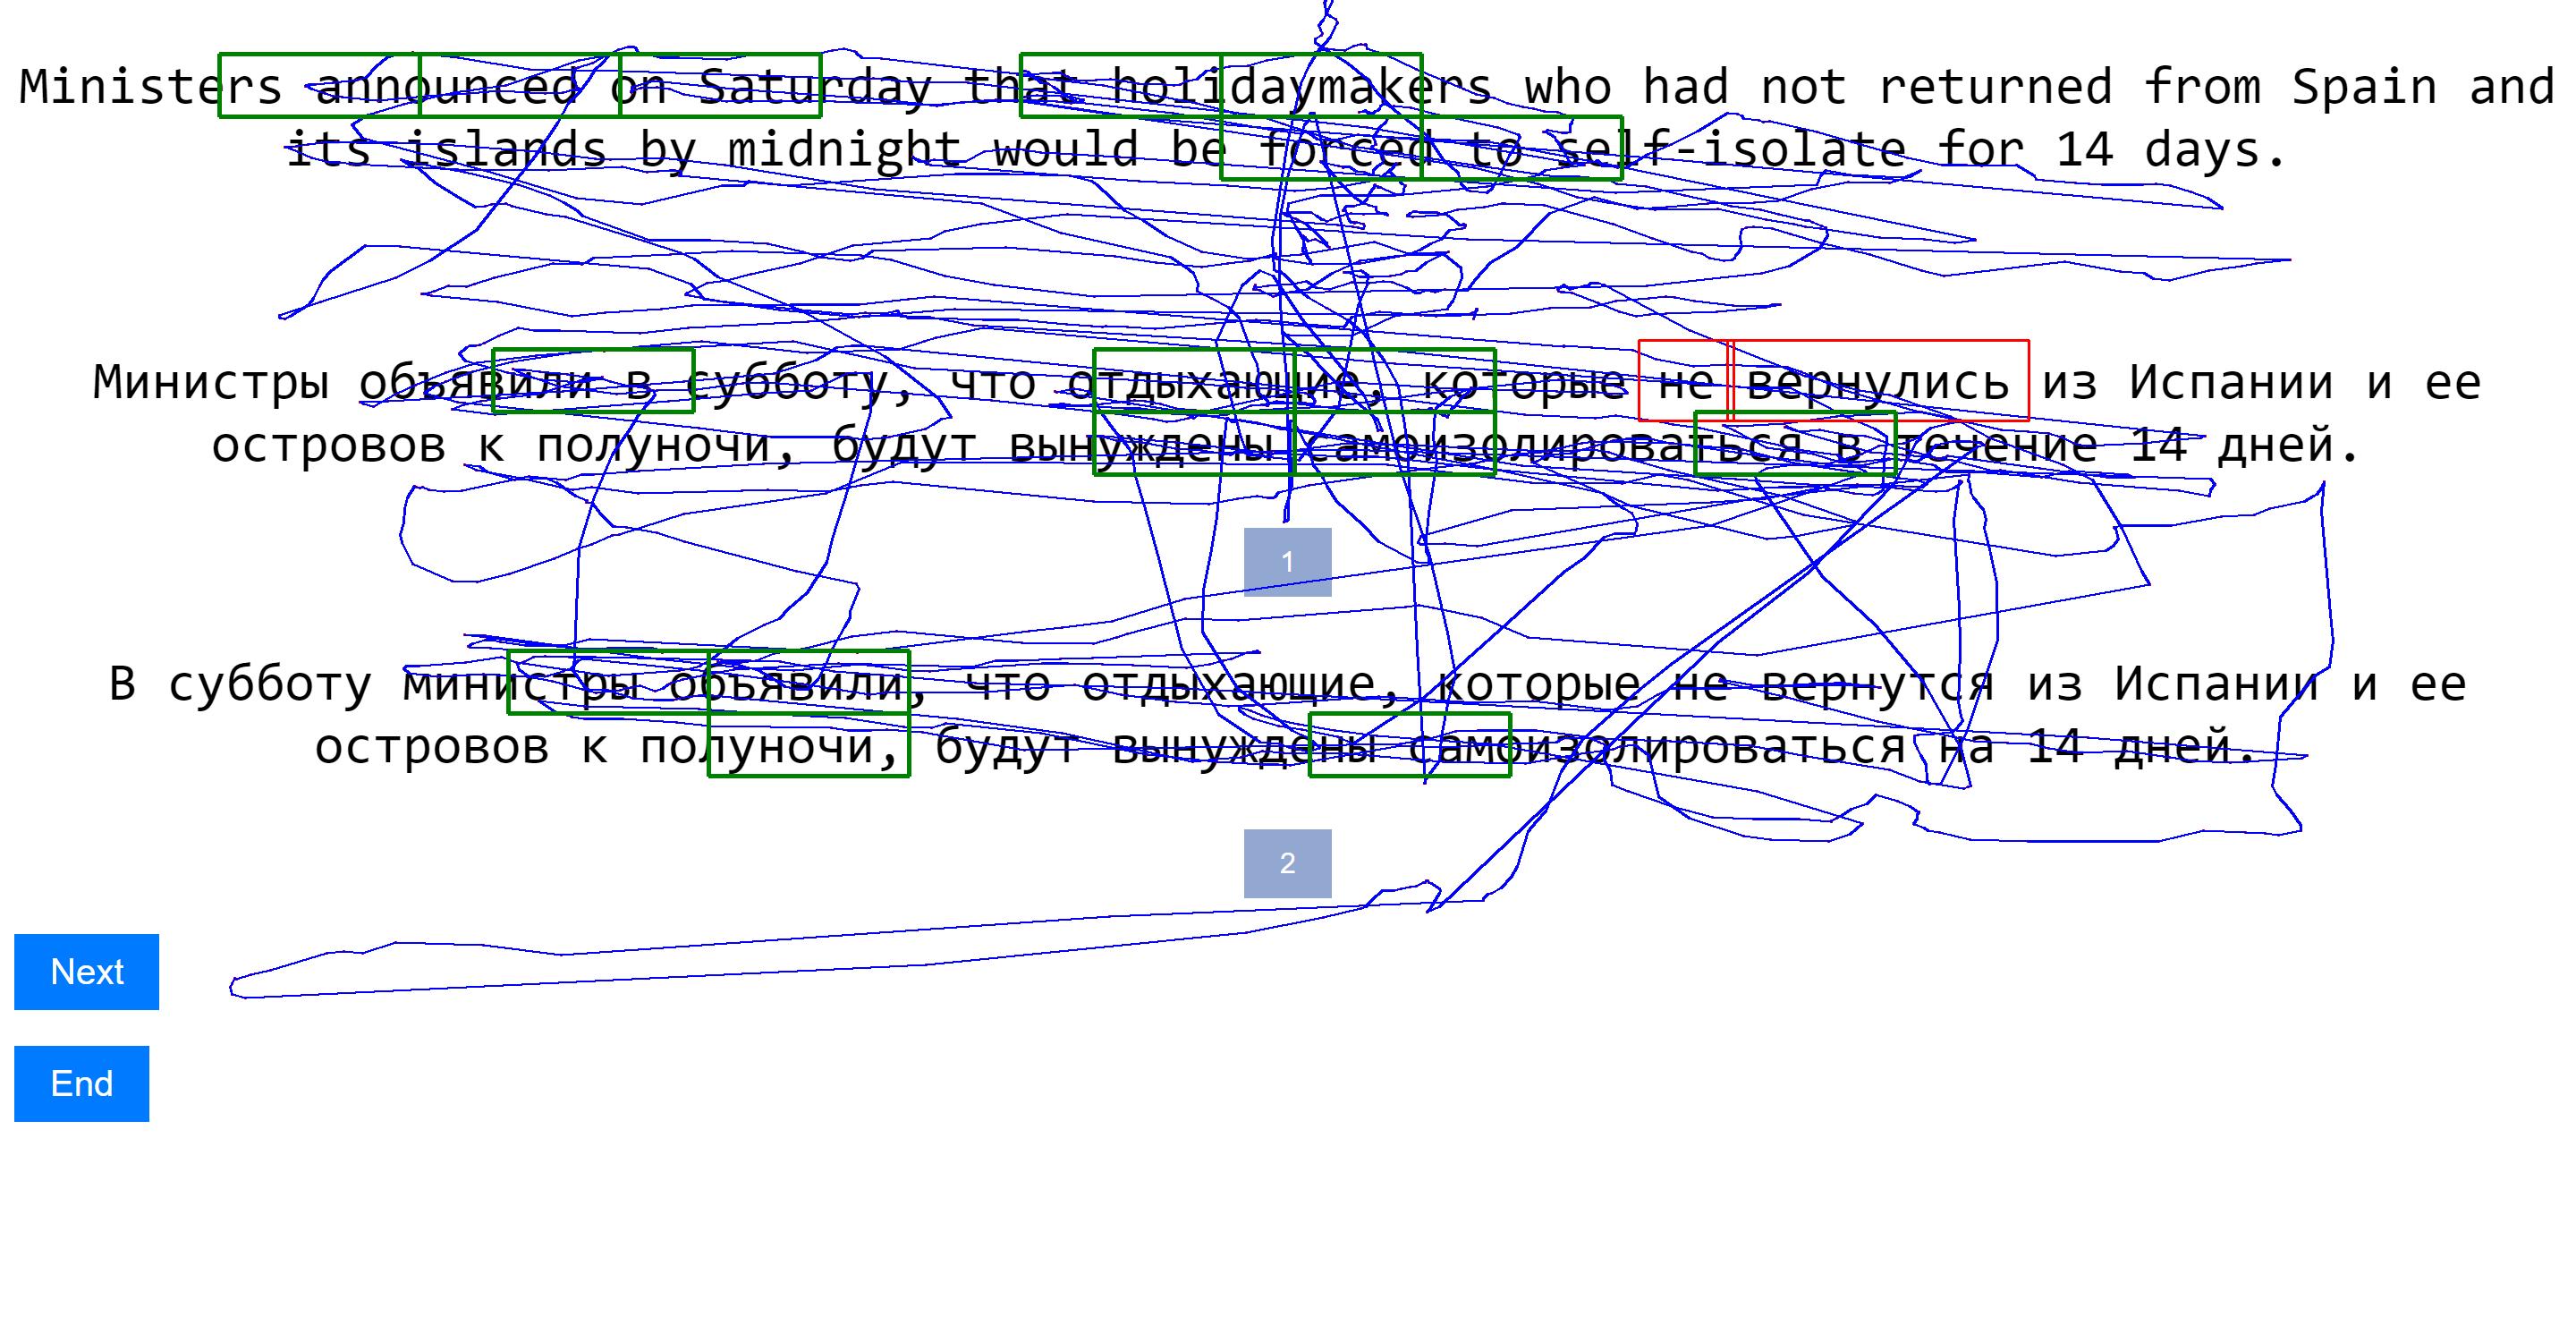 Ministers announced on Saturday that holidaymakers who had not returned from Spain and
its islands by midnight would be forced to self-isolate for 14 days.
Министры объявили в субботу, что отдыхающие, которые не вернулись из Испании и ее
островов к полуночи, будут вынуждены самоизолироваться в течение 14 дней.
1
В субботу министры объявили, что отдыхающие, которые не вернутся из Испании и ее
островов к полуночи, будут вынуждены самоизолироваться на 14 дней.
2
Next
End